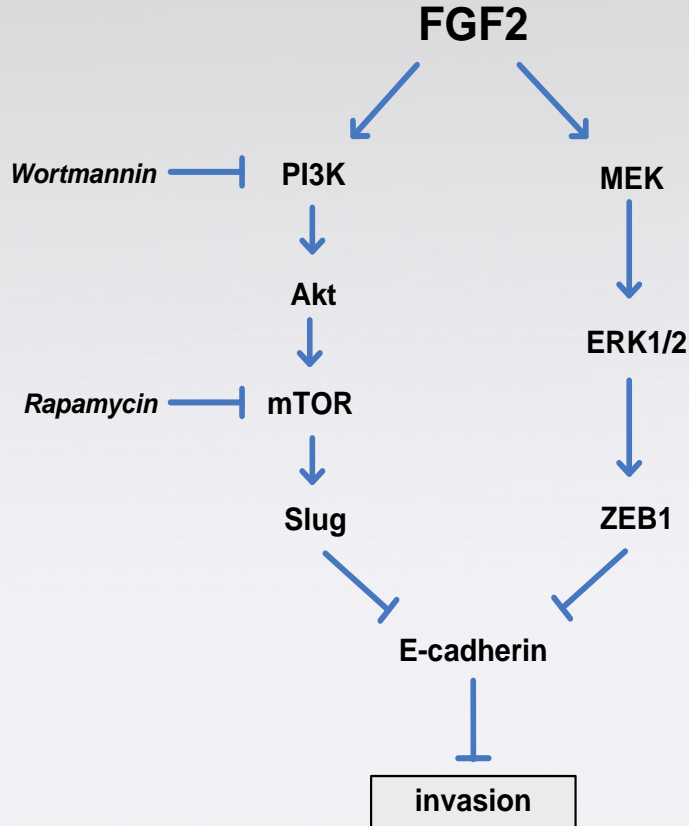 FGF2
Wortmannin
PI3K
MEK
Akt
ERK1/2
Rapamycin
mTOR
Slug
ZEB1
E-cadherin
invasion